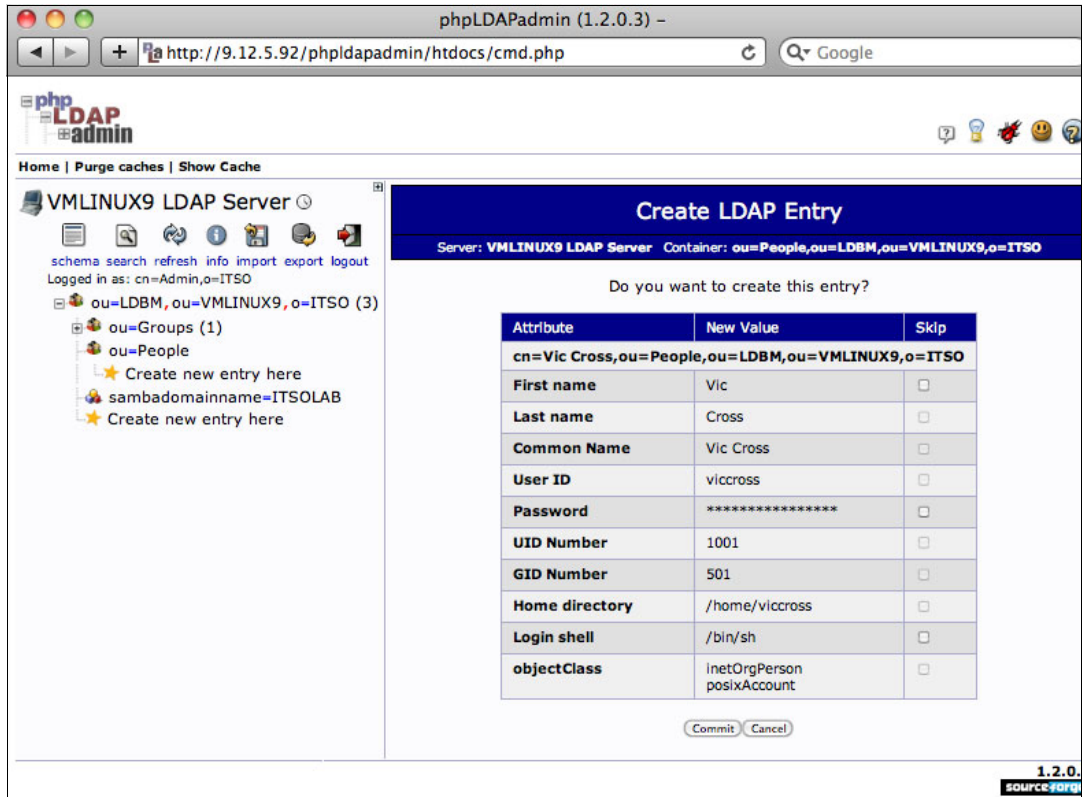 phpLDAPadmin (1.2.0.3) –
http://9.12.5.92/phpldapadmin/htdocs/cmd.php
Google
php
LDAP
admin
Home | Purge caches | Show Cache
VMLINUX9 LDAP Server
schema search refresh info import export logout
Logged in as: cn=Admin,o=ITSO
ou=LDBM,ou=VMLINUX9,o=ITSO (3)
ou=Groups (1)
ou=People
Create new entry here
sambadomainname=ITSOLAB
Create new entry here
Create LDAP Entry
Server: VMLINUX9 LDAP Server Container: ou=People,ou=LDBM,ou=VMLINUX9,o=ITSO
Do you want to create this entry?
Attribute New Value Skip
cn=Vic Cross,ou=People,ou=LDBM,ou=VMLINUX9,o=ITSO
First name Vic
Last name Cross
Common Name Vic Cross
User ID viccross
Password ****************
UID Number 1001
GID Number 501
Home directory /home/viccross
Login shell /bin/sh
objectClass inetOrgPerson
posixAccount
Commit Cancel
1.2.0.
sourceforge